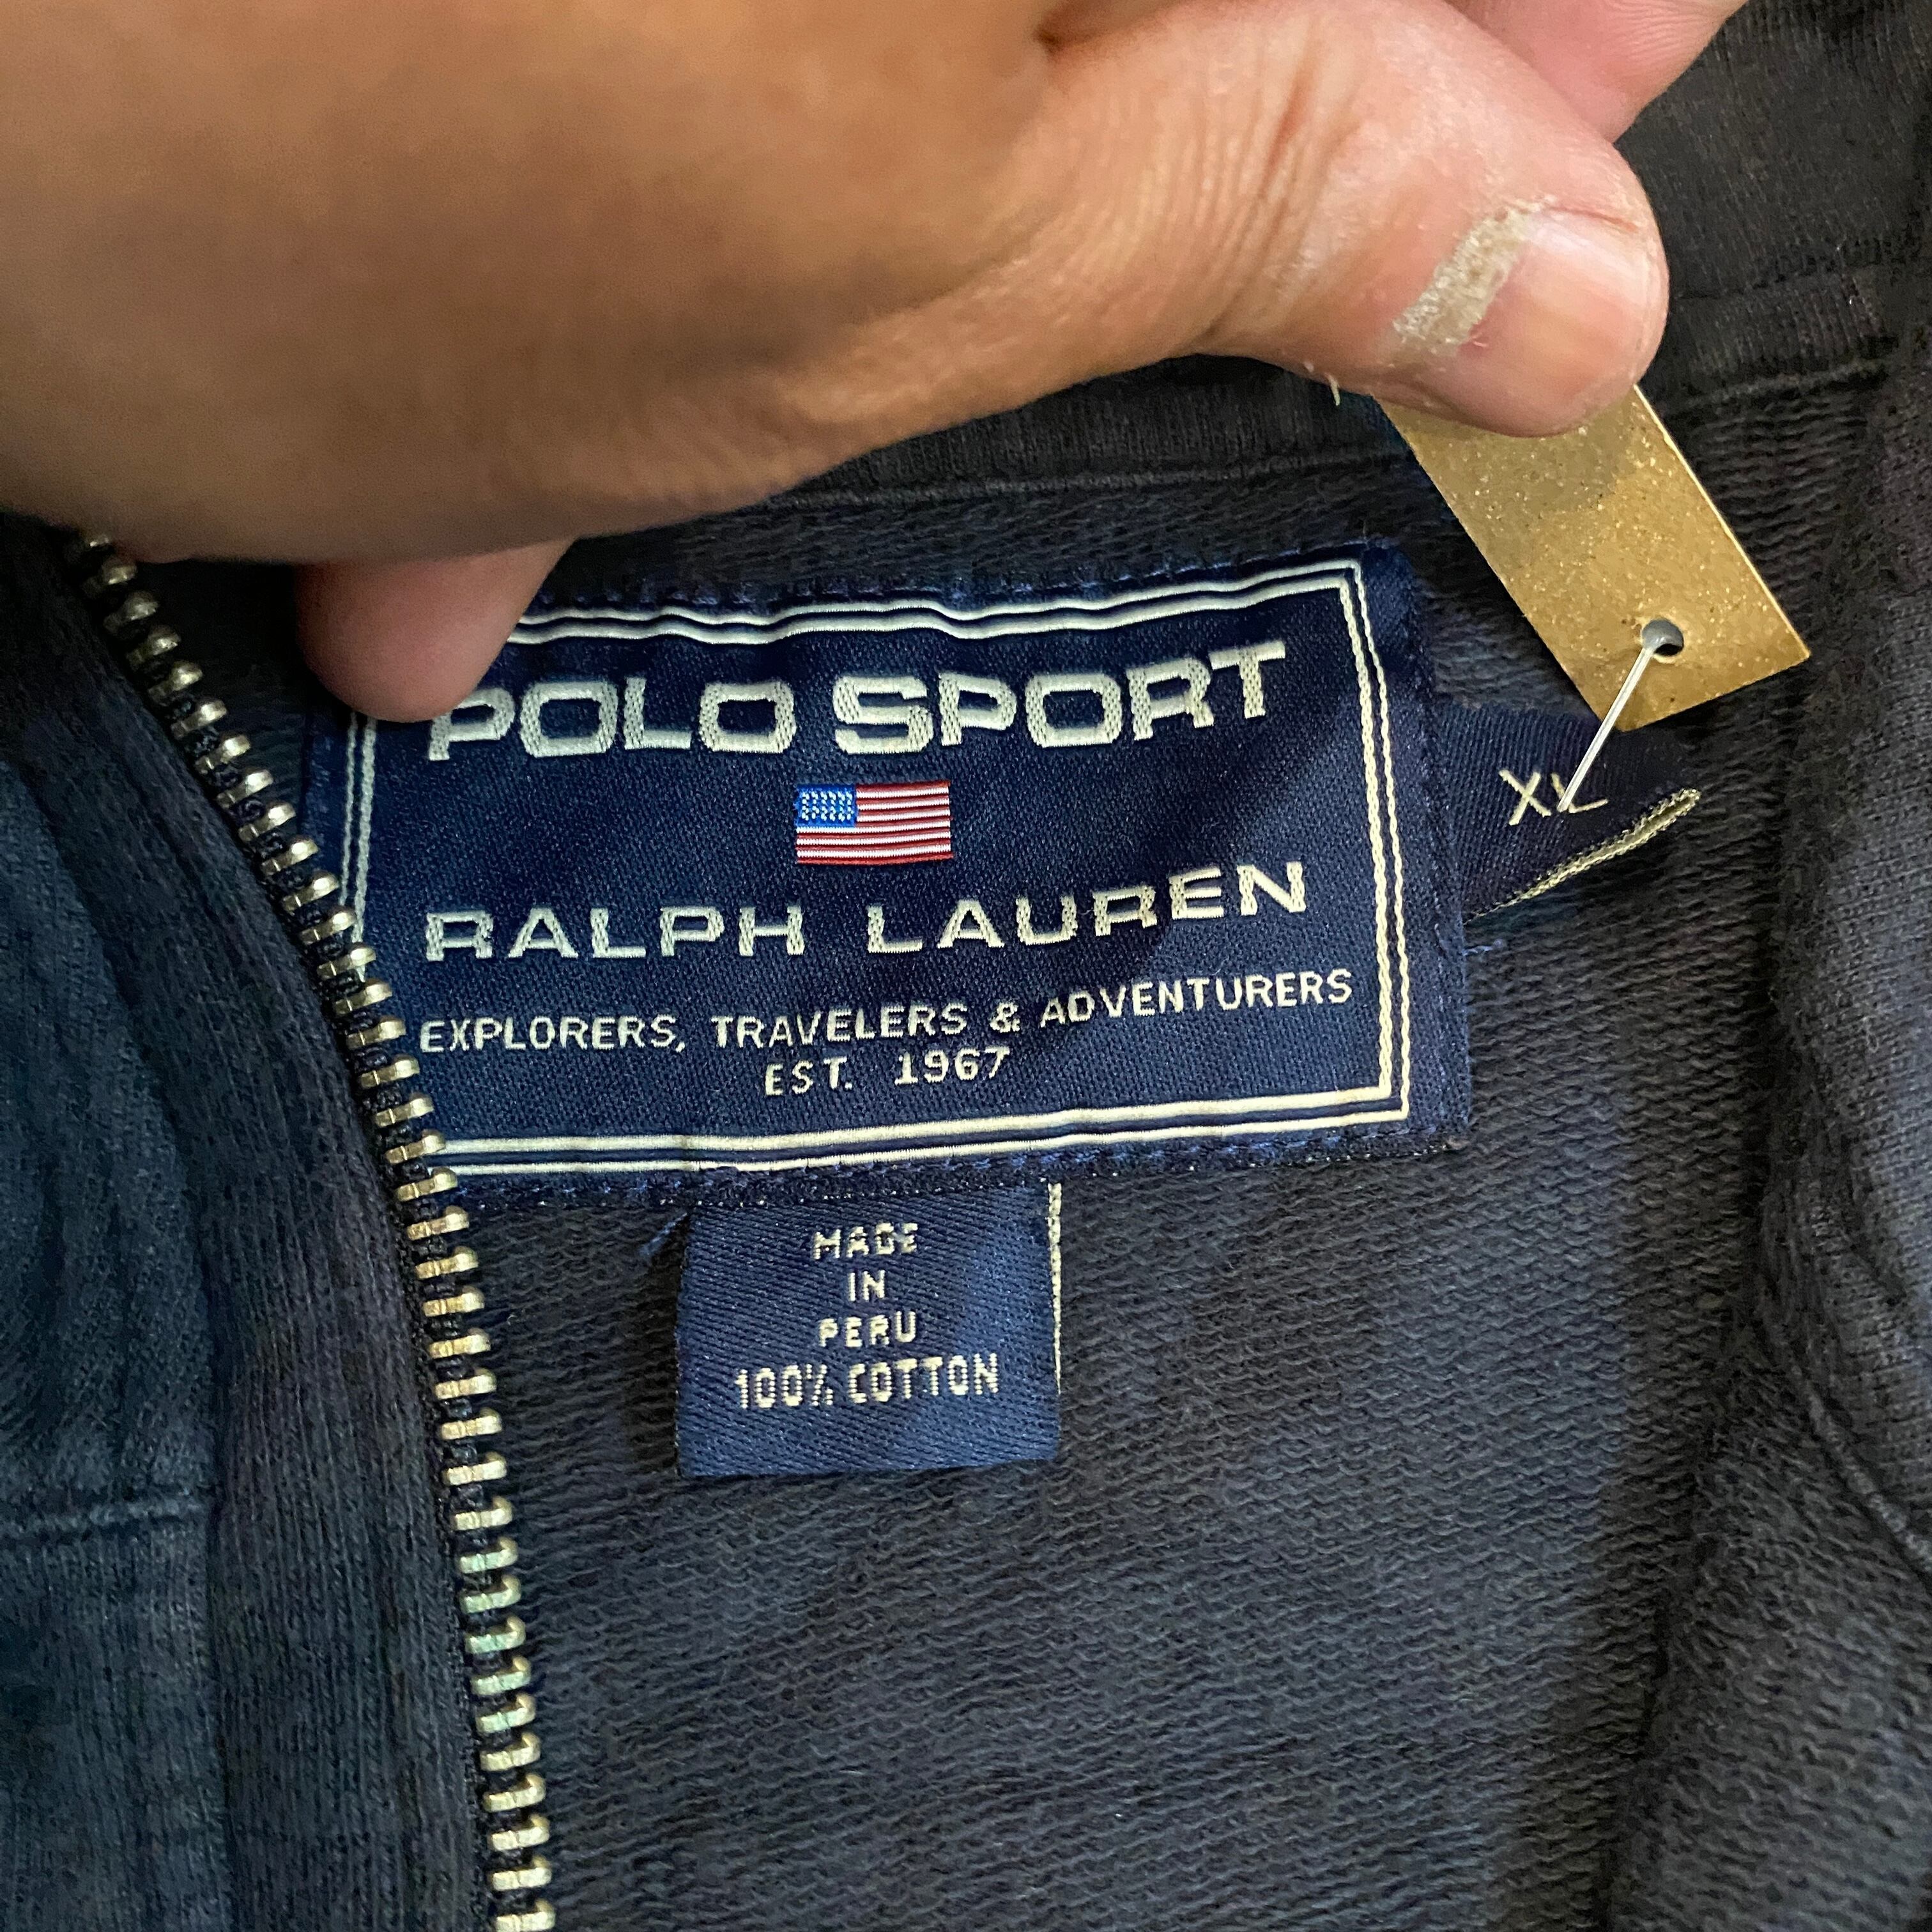 POLO SPORT
RALPH LAUREN
EXPLORERS, TRAVELERS & ADVENTURERS
EST. 1967
XL
MADE
IN
PERU
100% COTTON